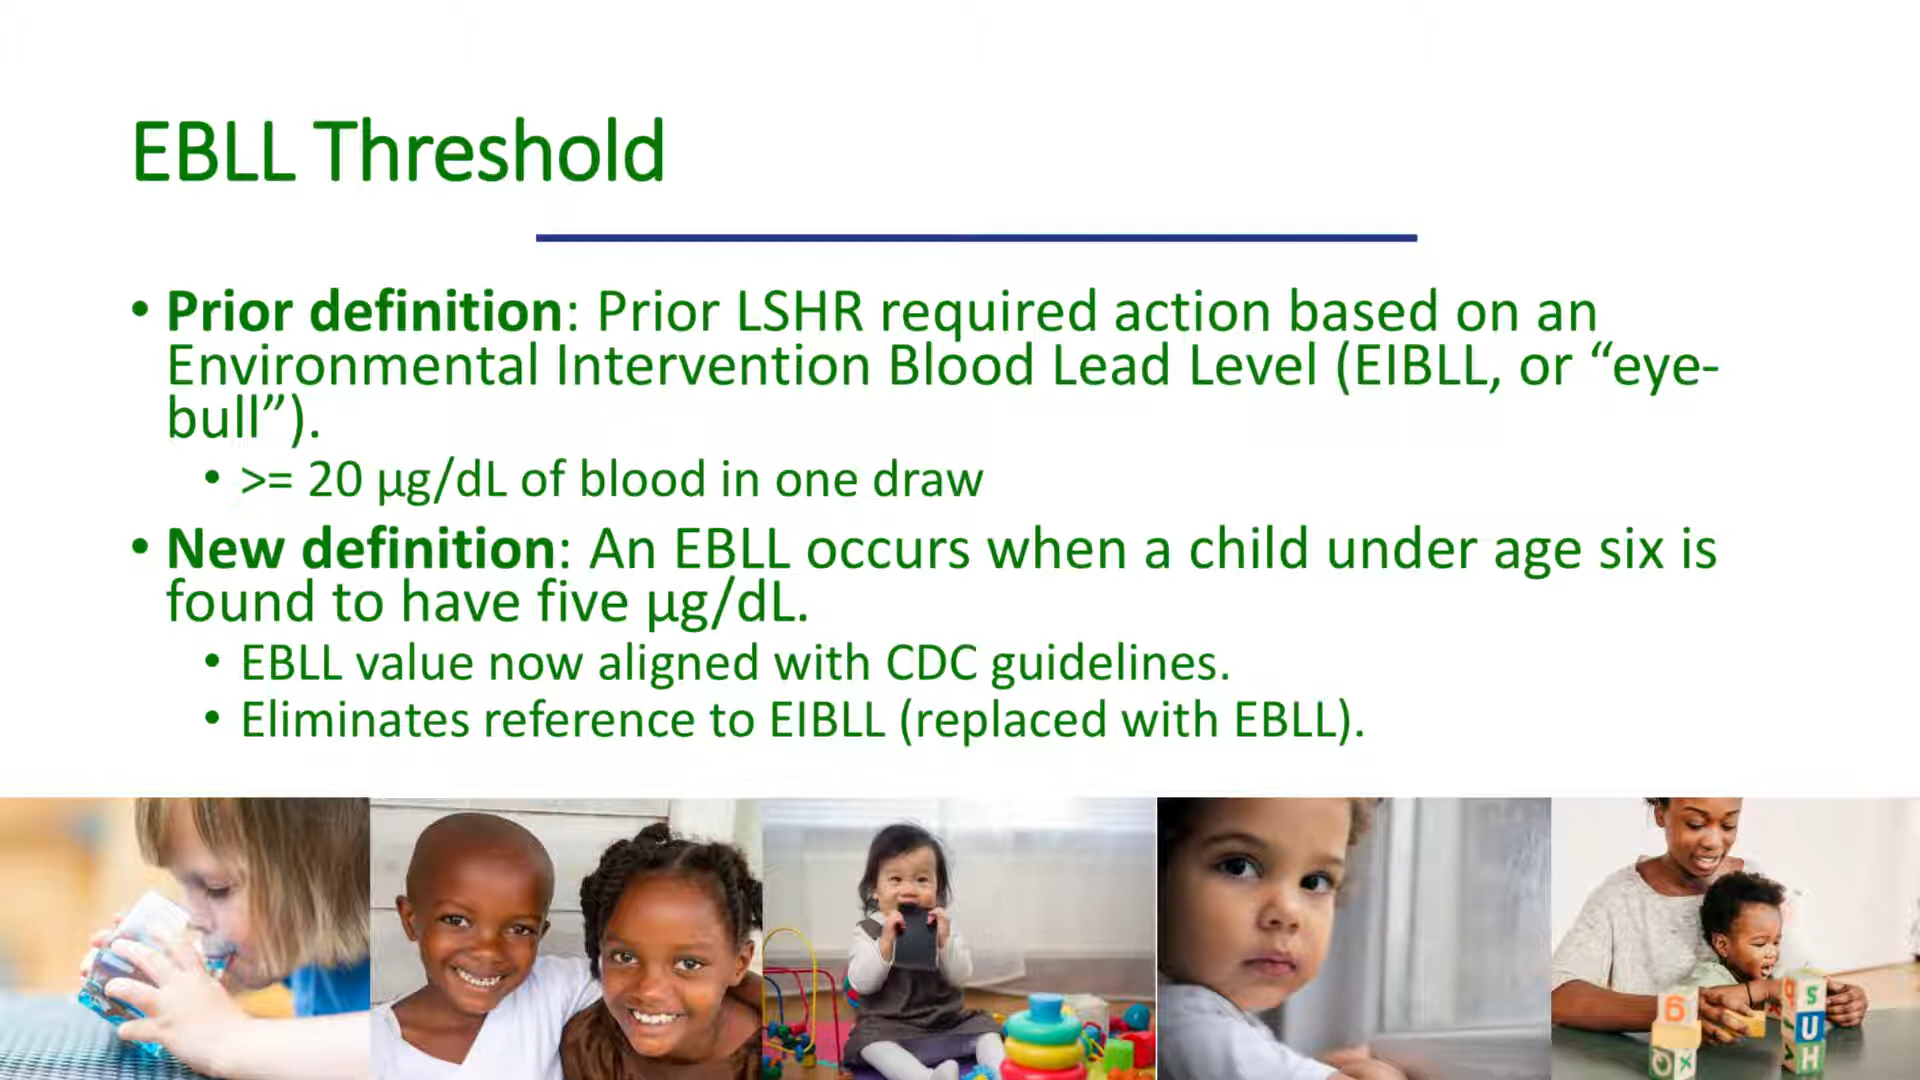 EBLL Threshold
• Prior definition: Prior LSHR required action based on an
Environmental Intervention Blood Lead Level (EIBLL, or “eye-
bull”).
• >= 20 µg/dL of blood in one draw
• New definition: An EBLL occurs when a child under age six is
found to have five µg/dL.
• EBLL value now aligned with CDC guidelines.
• Eliminates reference to EIBLL (replaced with EBLL).
6
S
U
H